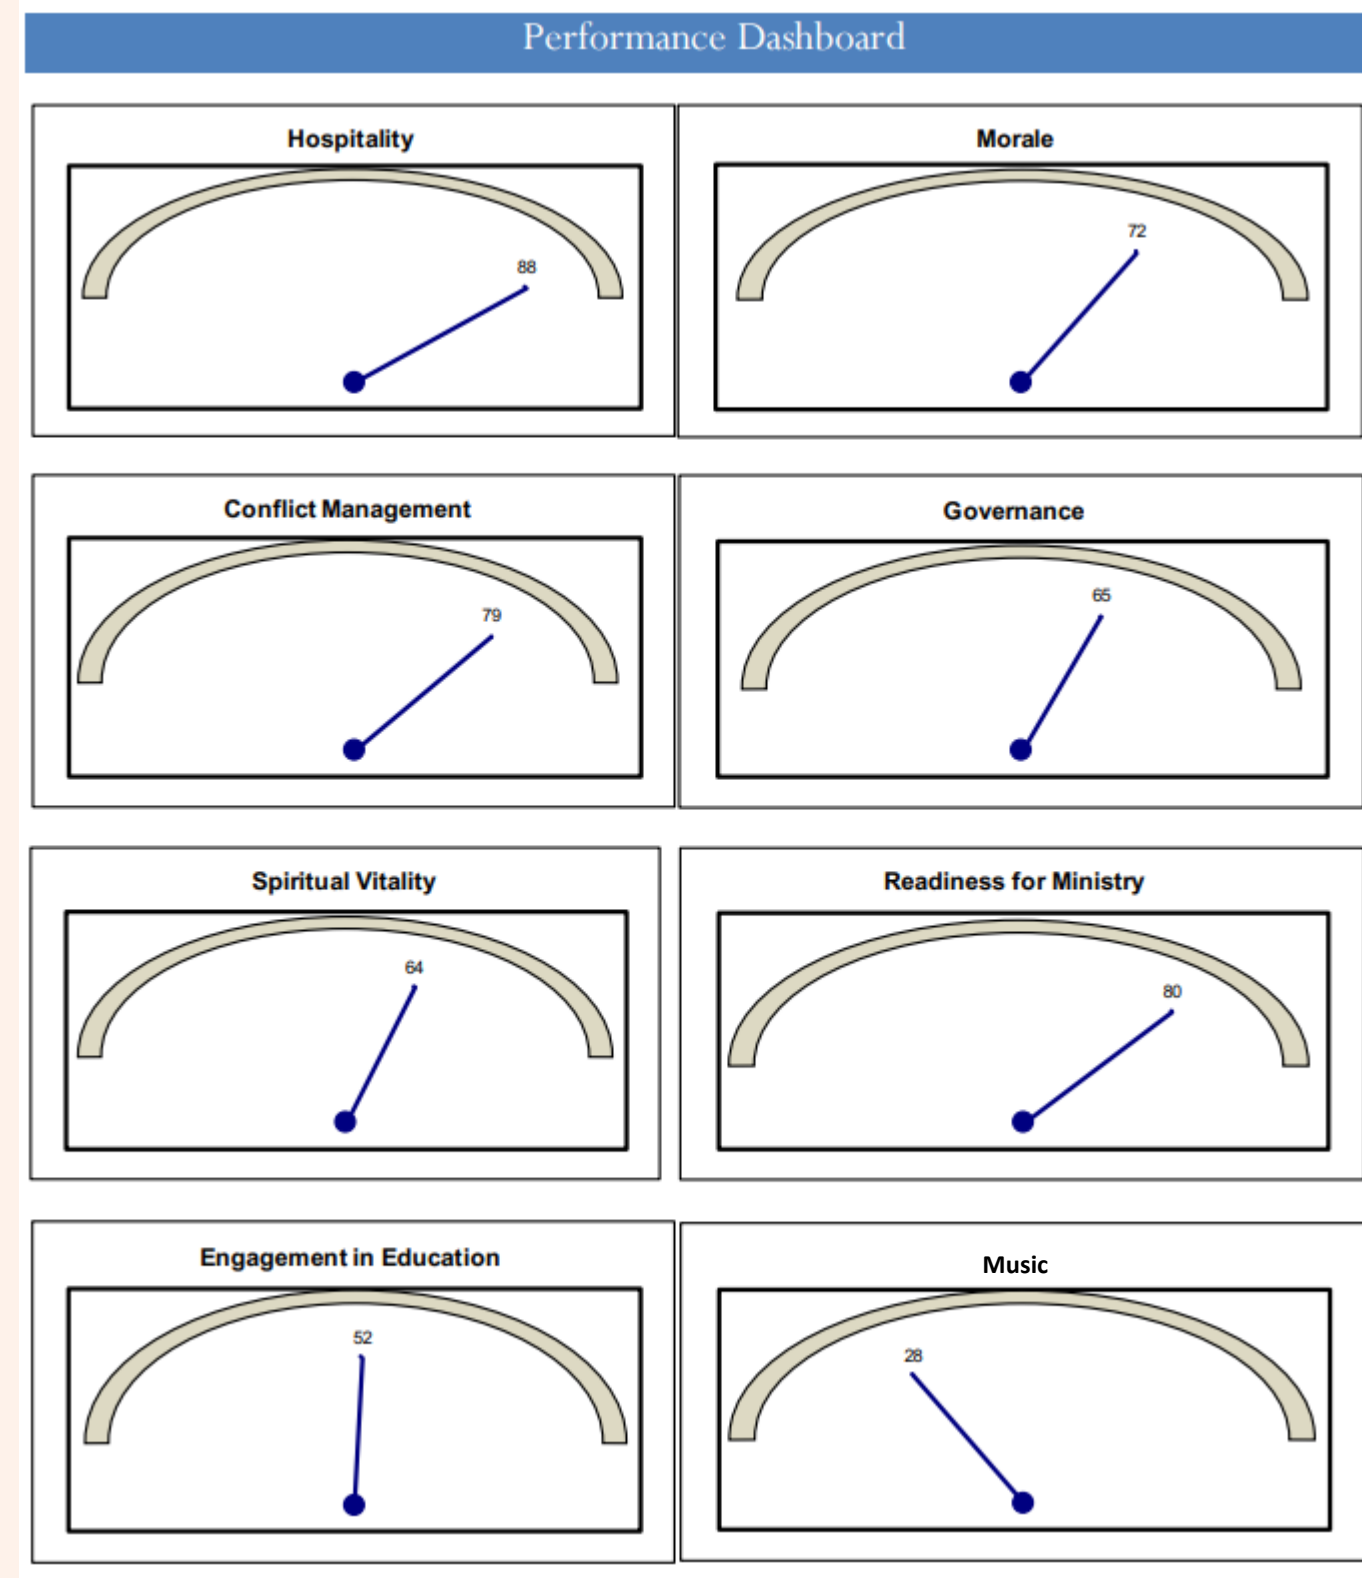 Performance Dashboard
Hospitality
88
Morale
72
Conflict Management
79
Governance
65
Spiritual Vitality
64
Readiness for Ministry
80
Engagement in Education
52
Music
28